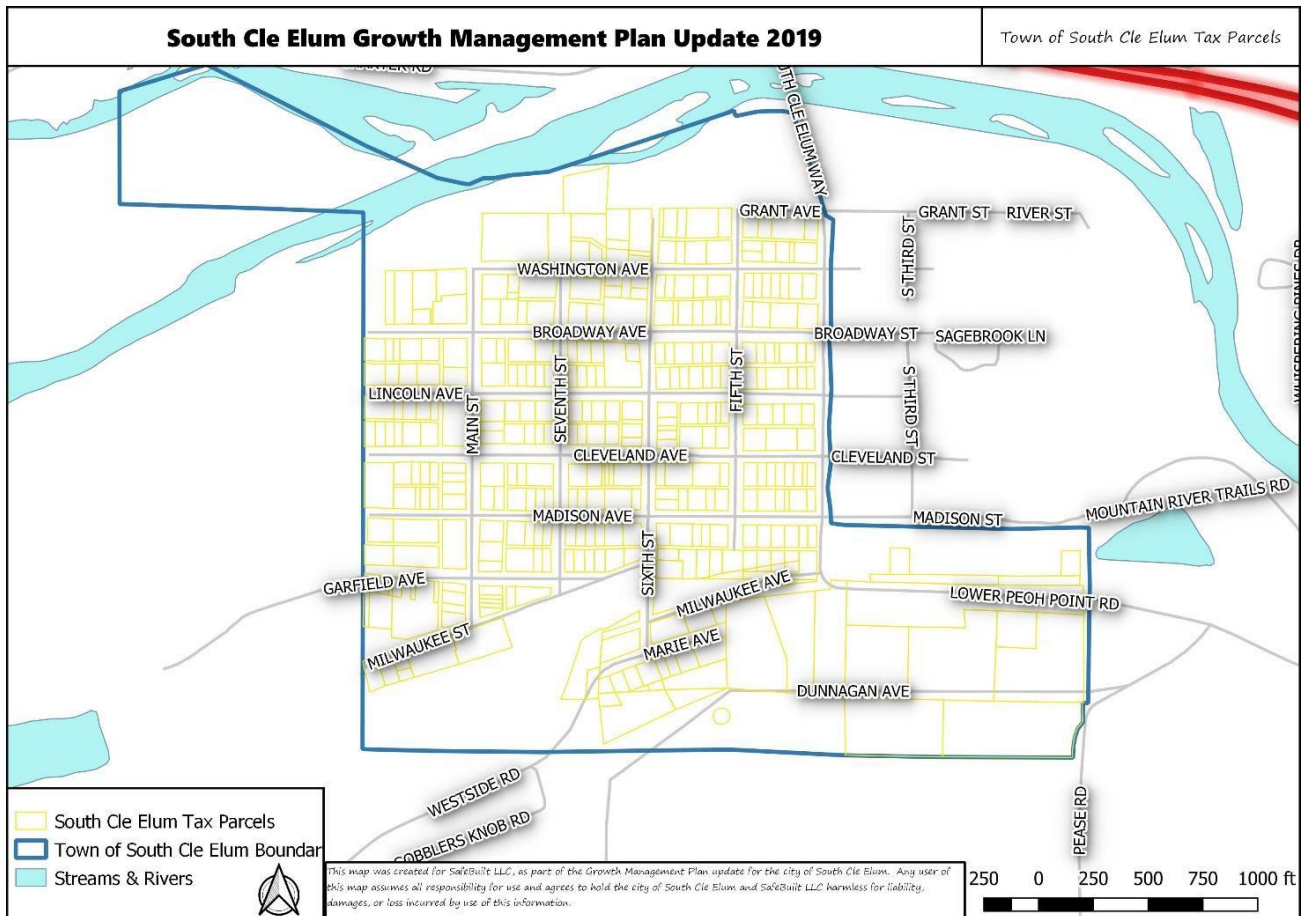 South Cle Elum Growth Management Plan Update 2019
Town of South Cle Elum Tax Parcels
SOUTH CLE ELUM WAY
GRANT AVE
GRANT ST
RIVER ST
S THIRD ST
WASHINGTON AVE
BROADWAY AVE
BROADWAY ST
SAGEBROOK LN
WHISPERING PINES RD
LINCOLN AVE
MAIN ST
SEVENTH ST
FIFTH ST
S THIRD ST
CLEVELAND AVE
CLEVELAND ST
MADISON AVE
MADISON ST
MOUNTAIN RIVER TRAILS RD
SIXTH ST
GARFIELD AVE
MILWAUKEE AVE
LOWER PEOH POINT RD
MILWAUKEE ST
MARIE AVE
DUNNAGAN AVE
WESTSIDE RD
COBBLERS KNOB RD
PEASE RD
South Cle Elum Tax Parcels
Town of South Cle Elum Boundar
Streams & Rivers
This map was created for SafeBuilt LLC, as part of the Growth Management Plan update for the city of South Cle Elum. Any user of
this map assumes all responsibility for use and agrees to hold the city of South Cle Elum and SafeBuilt LLC harmless for liability,
damages, or loss incurred by use of this information.
250 0 250 500 750 1000 ft